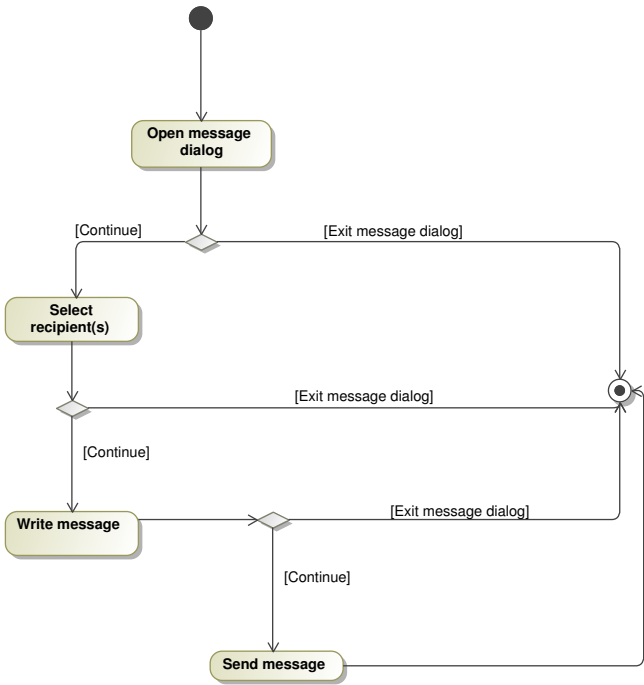 Open message
dialog
[Continue]
[Exit message dialog]
Select
recipient(s)
[Exit message dialog]
[Continue]
Write message
[Exit message dialog]
[Continue]
Send message